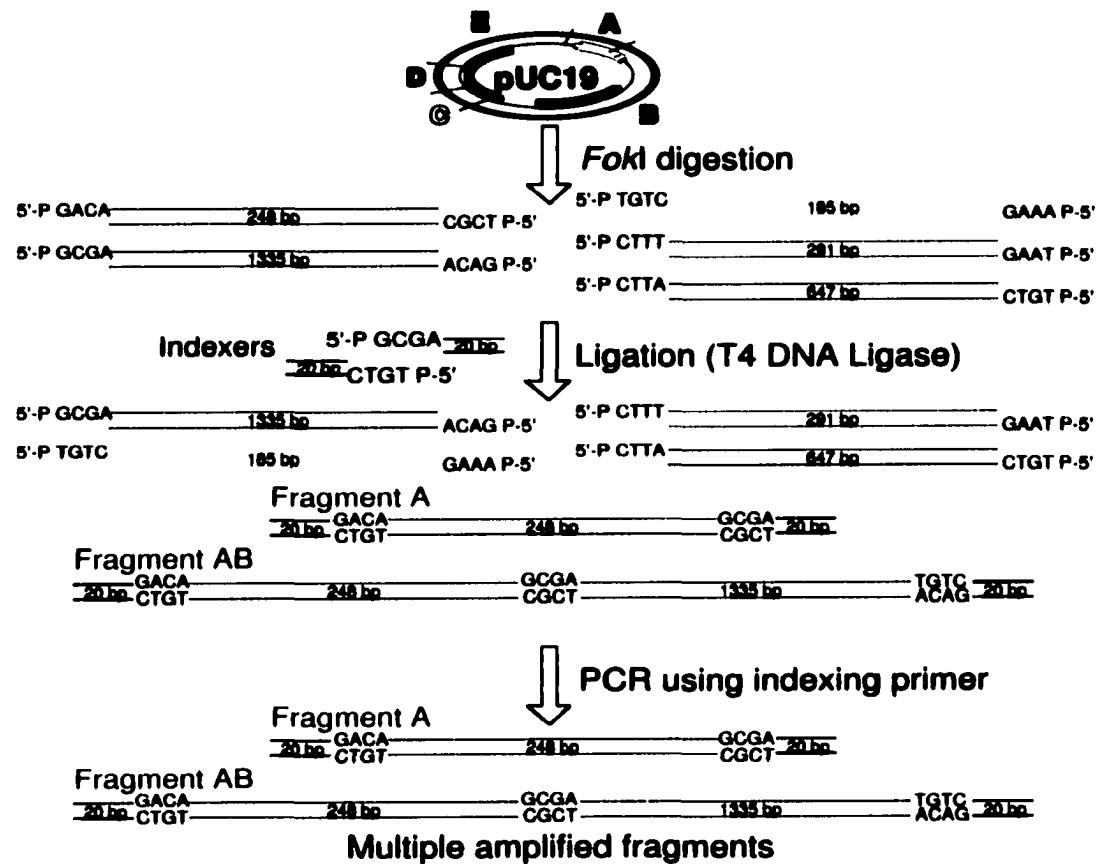 E A
pUC19
D
C B
FokI digestion
5'-P GACA 248 bp CGCT P-5'
5'-P TGTC 185 bp GAAA P-5'
5'-P GCGA 1335 bp ACAG P-5'
5'-P CTTT 291 bp GAAT P-5'
5'-P CTTA 647 bp CTGT P-5'
Indexers 5'-P GCGA 20 bp
20 bp CTGT P-5'
Ligation (T4 DNA Ligase)
5'-P GCGA 1335 bp ACAG P-5'
5'-P CTTT 291 bp GAAT P-5'
5'-P TGTC 185 bp GAAA P-5'
5'-P CTTA 647 bp CTGT P-5'
Fragment A
20 bp GACA 248 bp GCGA 20 bp
CTGT CGCT
Fragment AB
20 bp GACA 248 bp GCGA 1335 bp TGTC 20 bp
CTGT CGCT ACAG
PCR using indexing primer
Fragment A
20 bp GACA 248 bp GCGA 20 bp
CTGT CGCT
Fragment AB
20 bp GACA 248 bp GCGA 1335 bp TGTC 20 bp
CTGT CGCT ACAG
Multiple amplified fragments